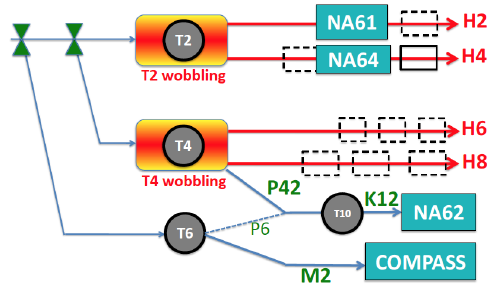 T2
T2 wobbling
NA61
H2
NA64
H4
T4
T4 wobbling
H6
H8
P42
K12
T10
NA62
T6
P6
M2
COMPASS